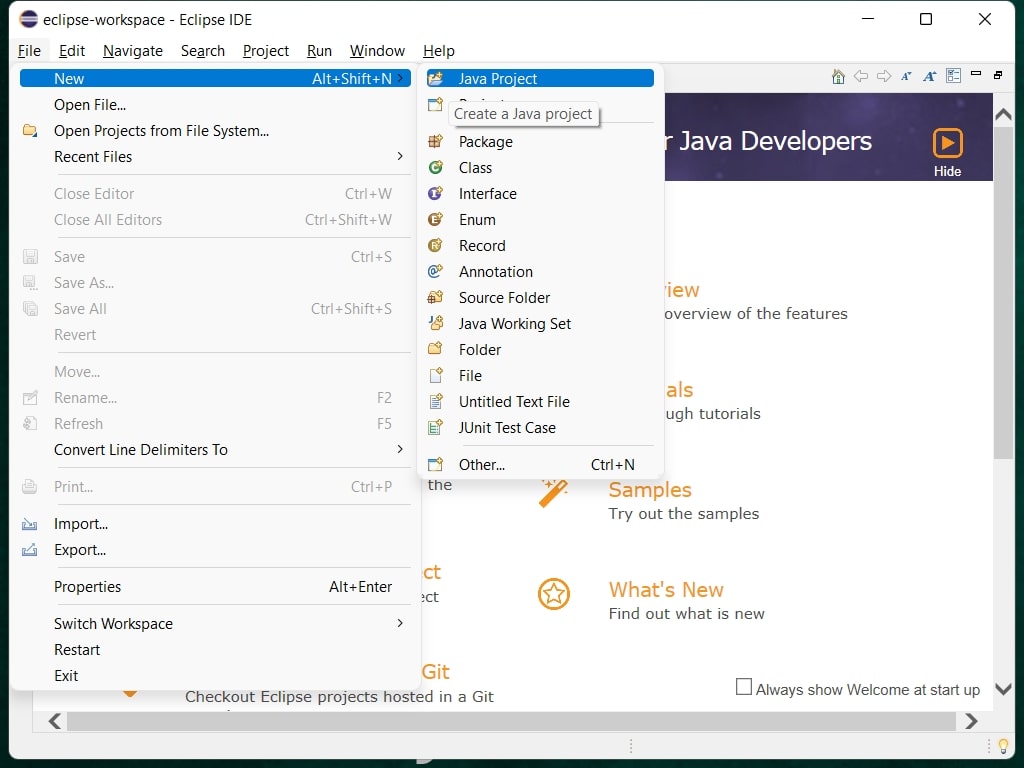 eclipse-workspace - Eclipse IDE
File Edit Navigate Search Project Run Window Help
New Alt+Shift+N
Open File...
Open Projects from File System...
Recent Files
Close Editor Ctrl+W
Close All Editors Ctrl+Shift+W
Save Ctrl+S
Save As...
Save All Ctrl+Shift+S
Revert
Move...
Rename... F2
Refresh F5
Convert Line Delimiters To
Print... Ctrl+P
Import...
Export...
Properties Alt+Enter
Switch Workspace
Restart
Exit
Java Project
Create a Java project
Package
Class
Interface
Enum
Record
Annotation
Source Folder
Java Working Set
Folder
File
Untitled Text File
JUnit Test Case
Other... Ctrl+N
r Java Developers
Hide
iew
overview of the features
als
ugh tutorials
the
Samples
Try out the samples
ct
ect
What's New
Find out what is new
Git
Checkout Eclipse projects hosted in a Git
Always show Welcome at start up